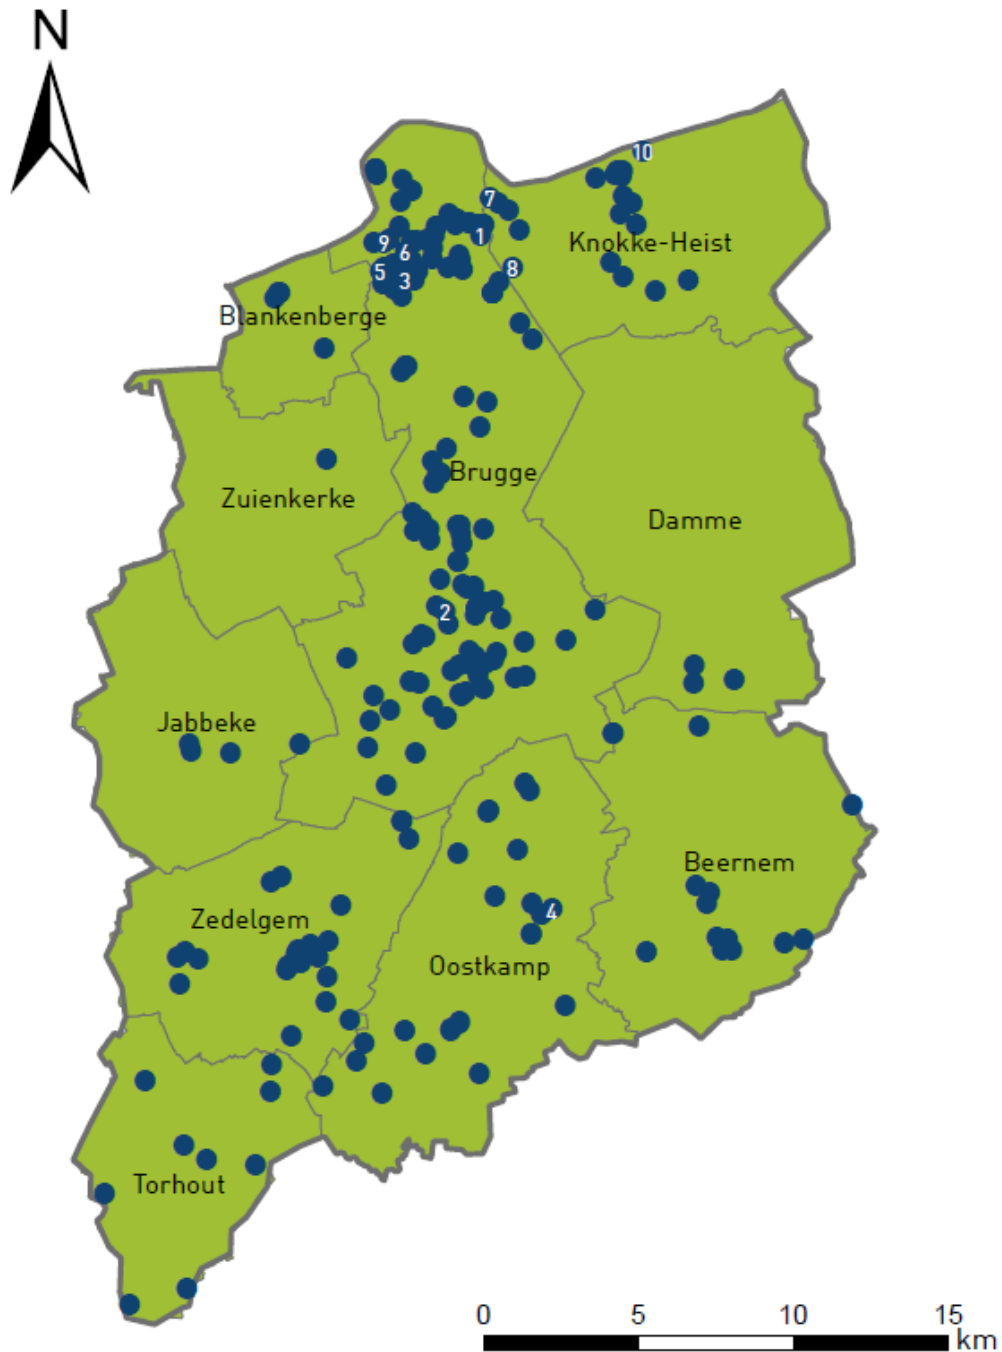 N
10
7
1
9
6
Knokke-Heist
5
3
8
Blankenberge
Brugge
Zuienkerke
Damme
2
Jabbeke
Beernem
4
Zedelgem
Oostkamp
Torhout
0 5 10 15
km